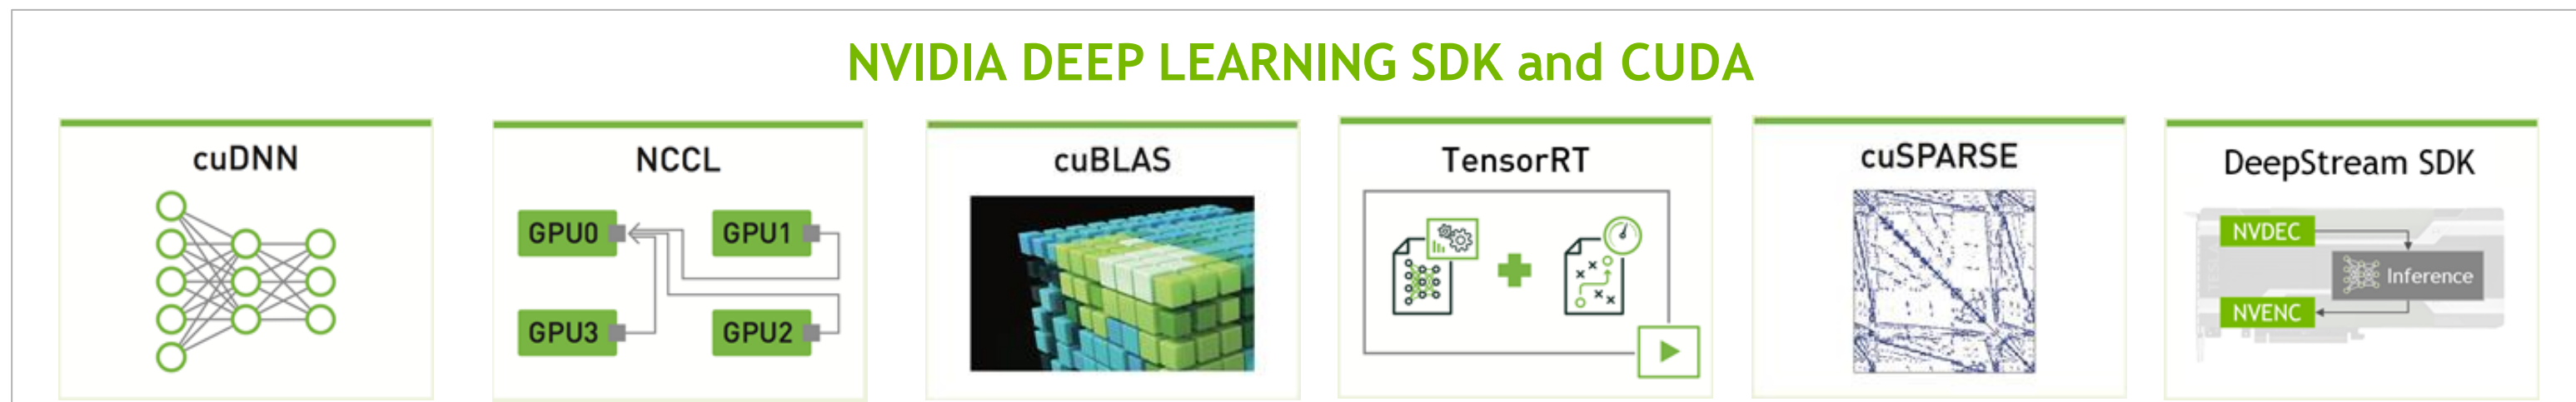 NVIDIA DEEP LEARNING SDK and CUDA
cuDNN
NCCL
GPU0
GPU1
GPU3
GPU2
cuBLAS
TensorRT
cuSPARSE
DeepStream SDK
NVDEC
Inference
NVENC
TESLA